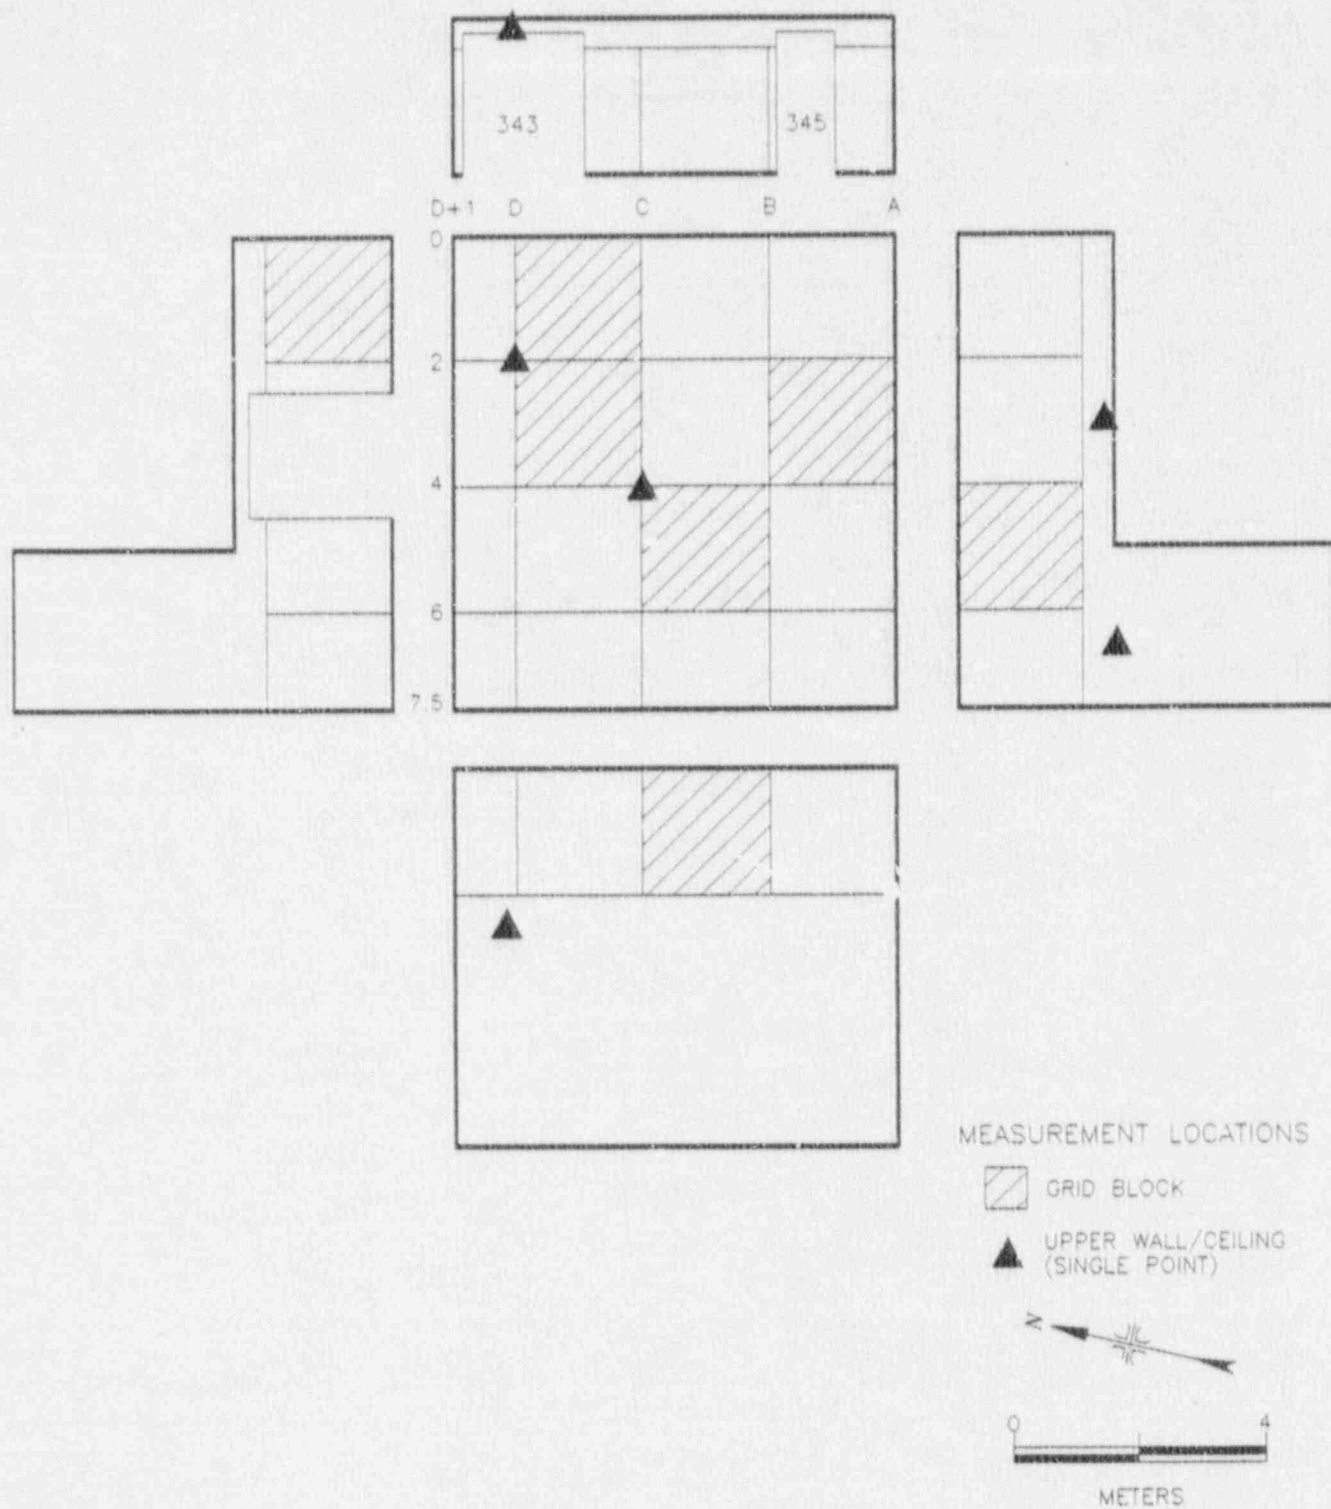 343 345
D+1 D C B A
0
2
4
6
7.5
MEASUREMENT LOCATIONS
GRID BLOCK
UPPER WALL/CEILING
(SINGLE POINT)
N
0 4
METERS